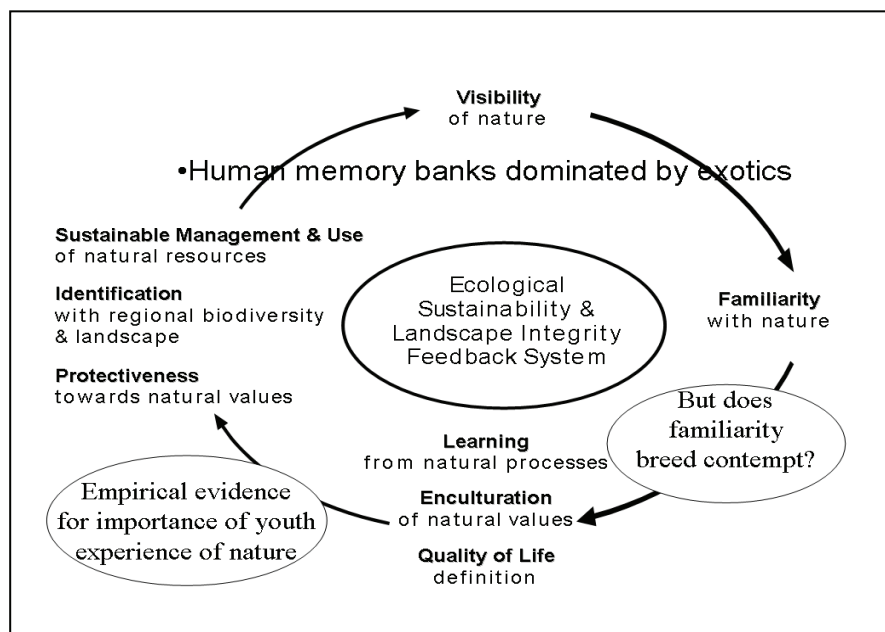 Visibility
of nature
•Human memory banks dominated by exotics
Sustainable Management & Use
of natural resources
Identification
with regional biodiversity
& landscape
Protectiveness
towards natural values
Ecological
Sustainability &
Landscape Integrity
Feedback System
Familiarity
with nature
But does
familiarity
breed contempt?
Learning
from natural processes
Enculturation
of natural values
Quality of Life
definition
Empirical evidence
for importance of youth
experience of nature